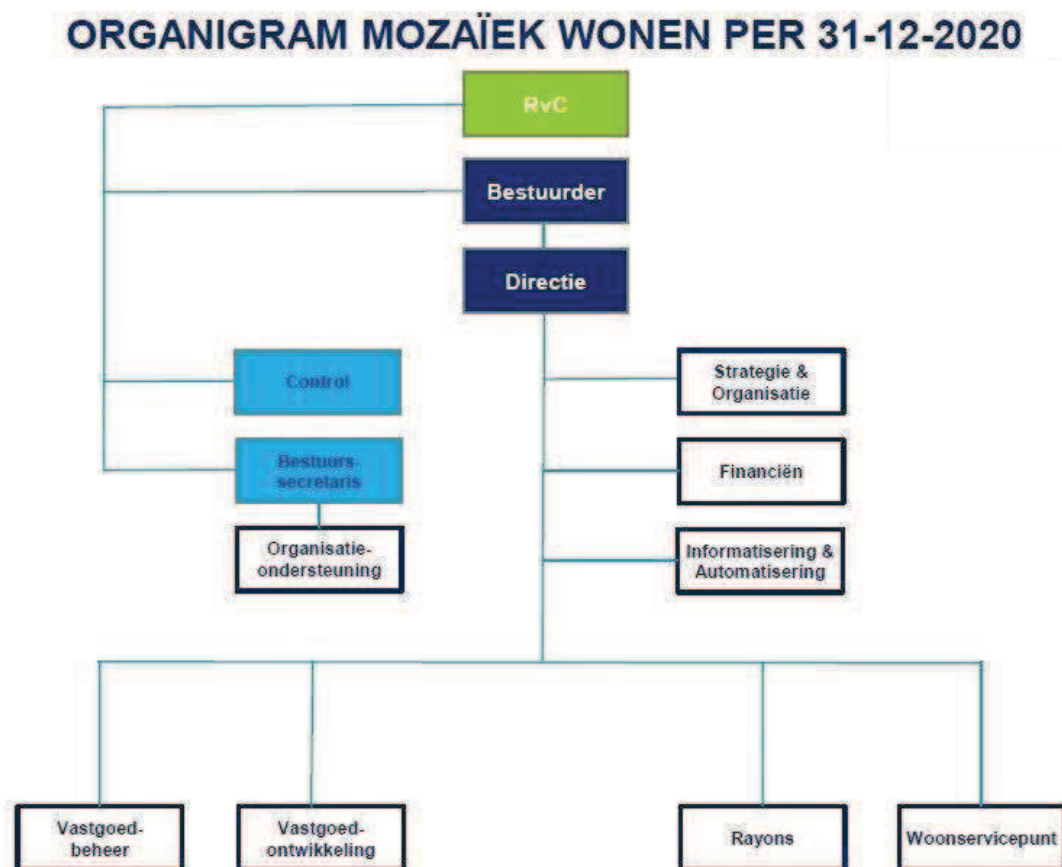 ORGANIGRAM MOZAÏEK WONEN PER 31-12-2020
RvC
Bestuurder
Directie
Control
Strategie &
Organisatie
Bestuurs-
secretaris
Financiën
Organisatie-
ondersteuning
Informatisering &
Automatisering
Vastgoed-
beheer
Vastgoed-
ontwikkeling
Rayons
Woonservicepunt